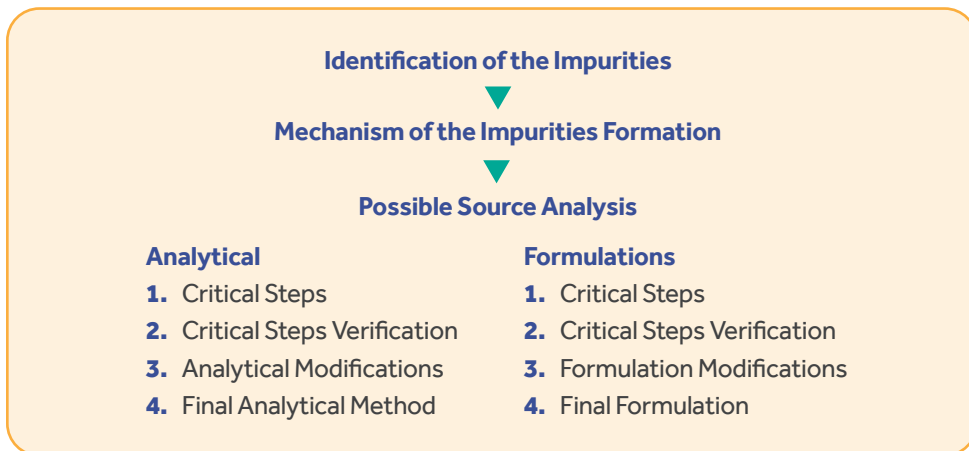 Identification of the Impurities
Mechanism of the Impurities Formation
Possible Source Analysis
Analytical
1. Critical Steps
2. Critical Steps Verification
3. Analytical Modifications
4. Final Analytical Method
Formulations
1. Critical Steps
2. Critical Steps Verification
3. Formulation Modifications
4. Final Formulation